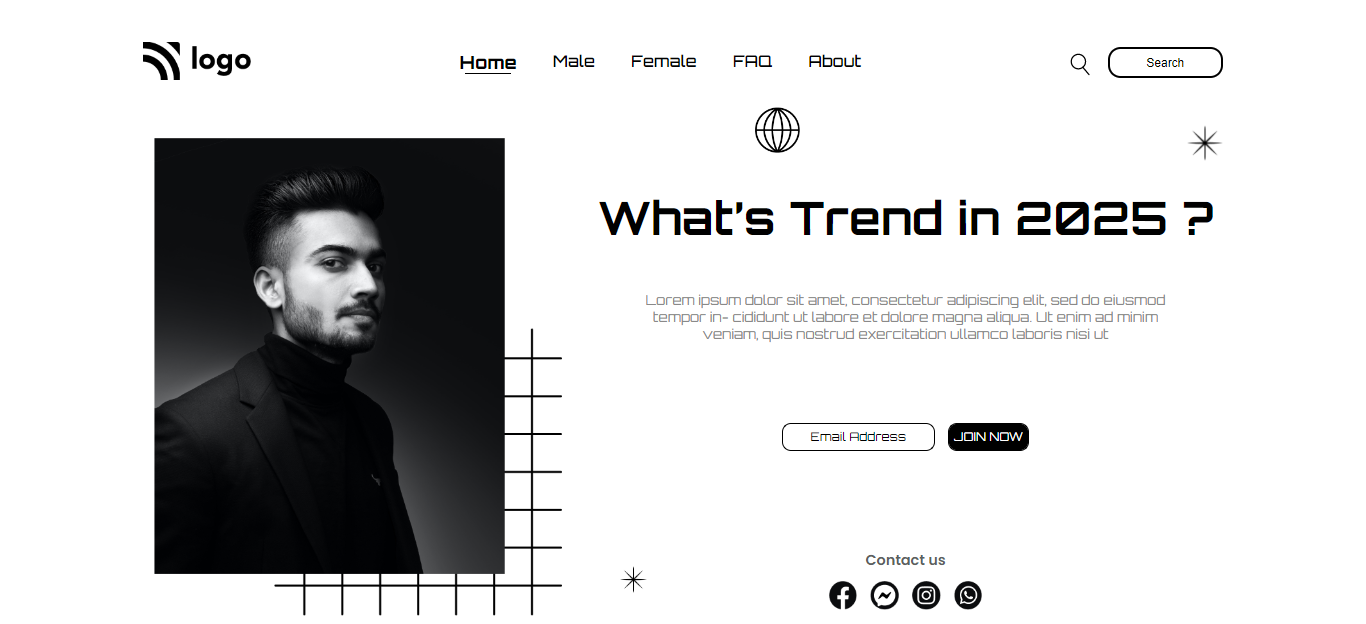 logo
Home Male Female FAQ About
Search
What's Trend in 2025 ?
Lorem ipsum dolor sit amet, consectetur adipiscing elit, sed do eiusmod
tempor in- cididunt ut labore et dolore magna aliqua. Ut enim ad minim
veniam, quis nostrud exercitation ullamco laboris nisi ut
Email Address JOIN NOW
Contact us